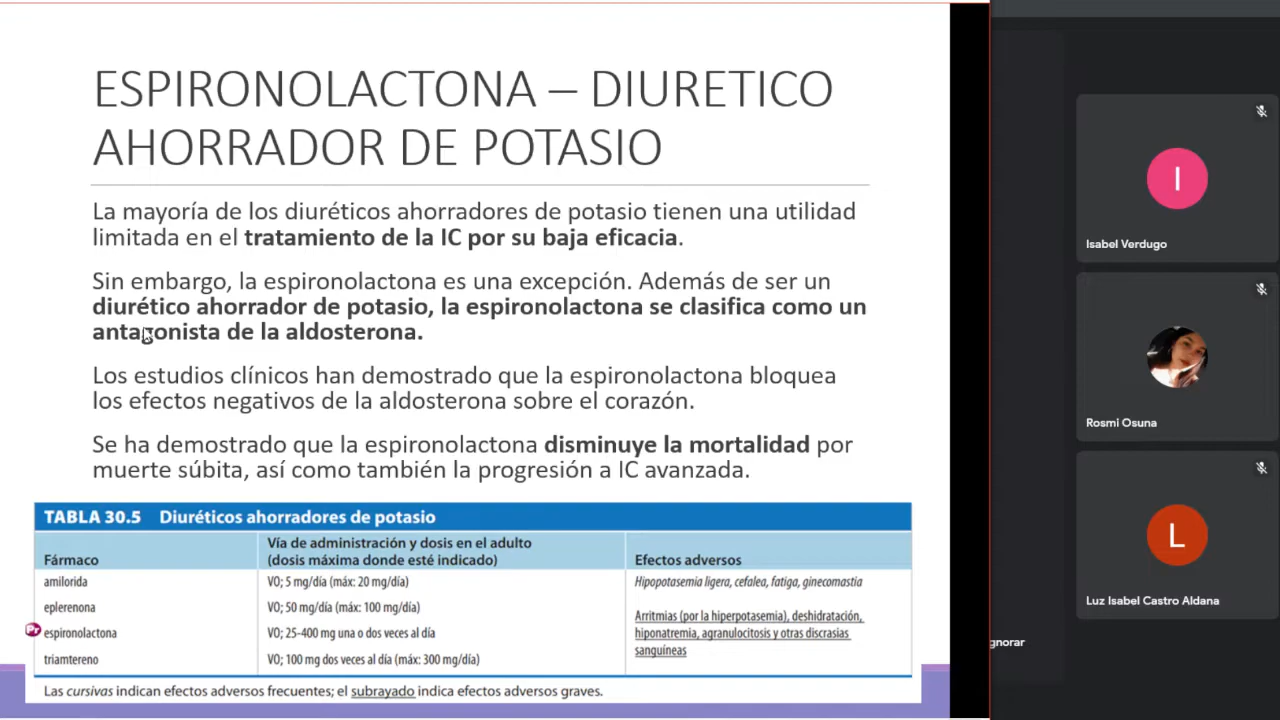 ESPIRONOLACTONA – DIURETICO
AHORRADOR DE POTASIO
La mayoría de los diuréticos ahorradores de potasio tienen una utilidad
limitada en el tratamiento de la IC por su baja eficacia.
Sin embargo, la espironolactona es una excepción. Además de ser un
diurético ahorrador de potasio, la espironolactona se clasifica como un
antagonista de la aldosterona.
Los estudios clínicos han demostrado que la espironolactona bloquea
los efectos negativos de la aldosterona sobre el corazón.
Se ha demostrado que la espironolactona disminuye la mortalidad por
muerte súbita, así como también la progresión a IC avanzada.
TABLA 30.5 Diuréticos ahorradores de potasio
Fármaco
Vía de administración y dosis en el adulto
(dosis máxima donde esté indicado)
Efectos adversos
amilorida
VO; 5 mg/día (máx: 20 mg/día)
Hipopotasemia ligera, cefalea, fatiga, ginecomastia
eplerenona
VO; 50 mg/día (máx: 100 mg/día)
Arritmias (por la hiperpotasemia), deshidratación,
hiponatremia, agranulocitosis y otras discrasias
sanguíneas
Pr espironolactona
VO; 25-400 mg una o dos veces al día
triamtereno
VO; 100 mg dos veces al día (máx: 300 mg/día)
Las cursivas indican efectos adversos frecuentes; el subrayado indica efectos adversos graves.
I
Isabel Verdugo
Rosmi Osuna
L
Luz Isabel Castro Aldana
gnorar